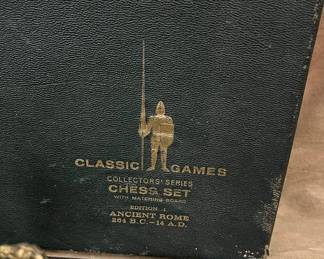 CLASSIC GAMES
COLLECTORS' SERIES
CHESS SET
WITH MATCHING BOARD
EDITION I
ANCIENT ROME
264 B.C.–14 A.D.